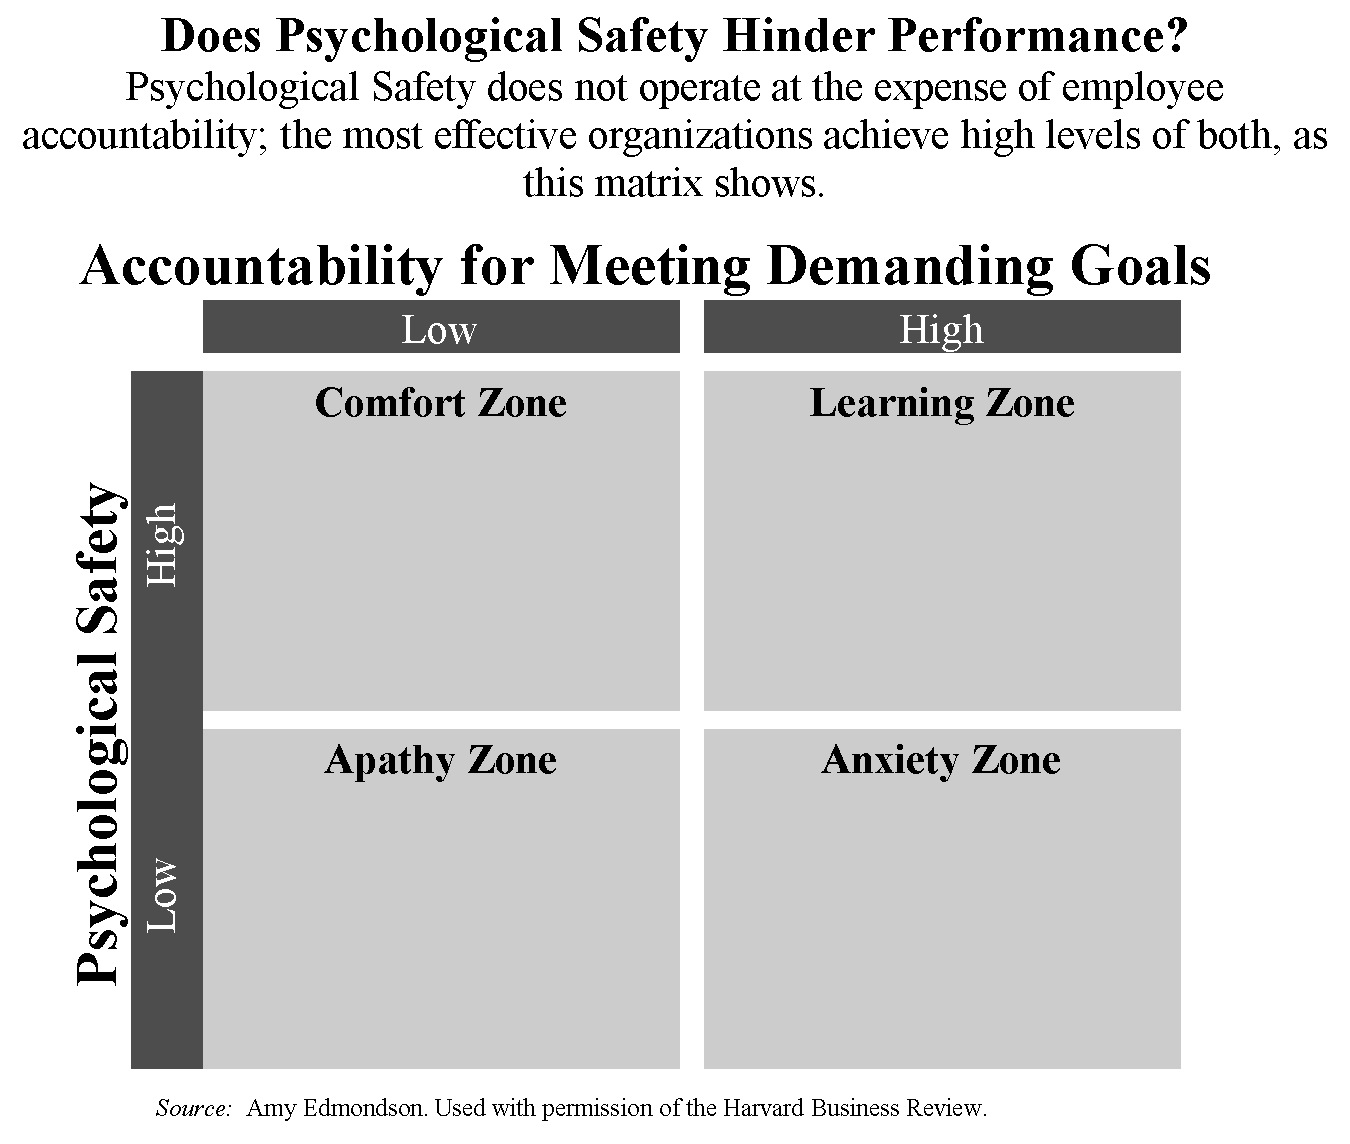 Does Psychological Safety Hinder Performance?
Psychological Safety does not operate at the expense of employee
accountability; the most effective organizations achieve high levels of both, as
this matrix shows.
Accountability for Meeting Demanding Goals
Low
High
Psychological Safety
High
Comfort Zone
Learning Zone
Low
Apathy Zone
Anxiety Zone
Source: Amy Edmondson. Used with permission of the Harvard Business Review.